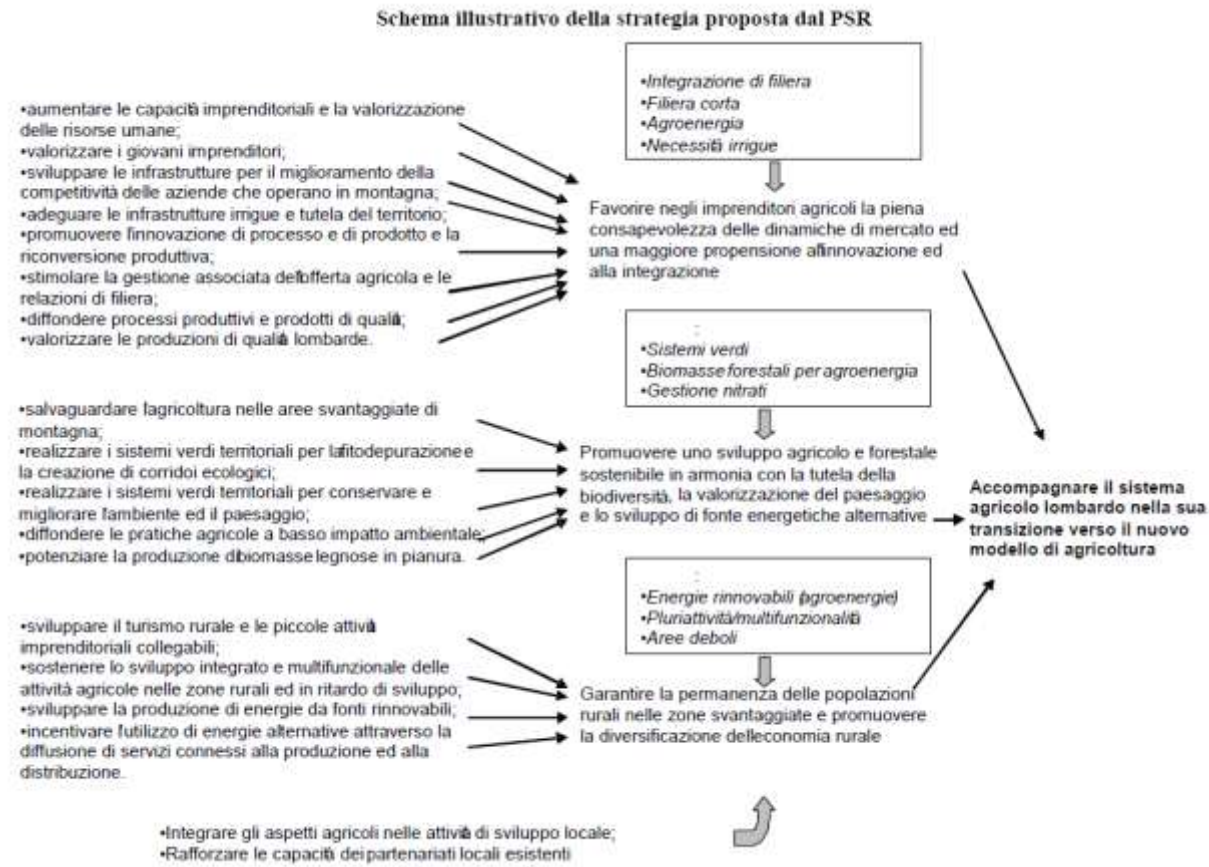 Schema illustrativo della strategia proposta dal PSR
•Integrazione di filiera
•Filiera corta
•Agroenergia
•Necessità irrigue
•aumentare le capacità imprenditoriali e la valorizzazione
delle risorse umane;
•valorizzare i giovani imprenditori;
•sviluppare le infrastrutture per il miglioramento della
competitività delle aziende che operano in montagna;
•adeguare le infrastrutture irrigue e tutela del territorio;
•promuovere l'innovazione di processo e di prodotto e la
riconversione produttiva;
•stimolare la gestione associata dell'offerta agricola e le
relazioni di filiera;
•diffondere processi produttivi e prodotti di qualità;
•valorizzare le produzioni di qualità lombarde.
Favorire negli imprenditori agricoli la piena
consapevolezza delle dinamiche di mercato ed
una maggiore propensione all'innovazione ed
alla integrazione
:
•Sistemi verdi
•Biomasse forestali per agroenergia
•Gestione nitrati
•salvaguardare l'agricoltura nelle aree svantaggiate di
montagna;
•realizzare i sistemi verdi territoriali per la fitodepurazione e
la creazione di corridoi ecologici;
•realizzare i sistemi verdi territoriali per conservare e
migliorare l'ambiente ed il paesaggio;
•diffondere le pratiche agricole a basso impatto ambientale;
•potenziare la produzione di biomasse legnose in pianura.
Promuovere uno sviluppo agricolo e forestale
sostenibile in armonia con la tutela della
biodiversità, la valorizzazione del paesaggio
e lo sviluppo di fonte energetiche alternative
Accompagnare il sistema
agricolo lombardo nella sua
transizione verso il nuovo
modello di agricoltura
:
•Energie rinnovabili (agroenergie)
•Pluriattività/multifunzionalità
•Aree deboli
•sviluppare il turismo rurale e le piccole attività
imprenditoriali collegabili;
•sostenere lo sviluppo integrato e multifunzionale delle
attività agricole nelle zone rurali ed in ritardo di sviluppo;
•sviluppare la produzione di energie da fonti rinnovabili;
•incentivare l'utilizzo di energie alternative attraverso la
diffusione di servizi connessi alla produzione ed alla
distribuzione.
Garantire la permanenza delle popolazioni
rurali nelle zone svantaggiate e promuovere
la diversificazione dell'economia rurale
•Integrare gli aspetti agricoli nelle attività di sviluppo locale;
•Rafforzare le capacità dei partenariati locali esistenti